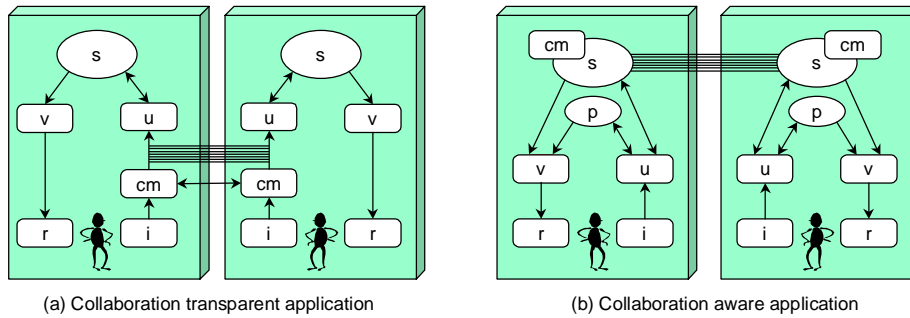 s
s
v
u
u
v
cm
cm
r
i
i
r
(a) Collaboration transparent application
cm
s
s
cm
p
p
v
u
u
v
r
i
i
r
(b) Collaboration aware application